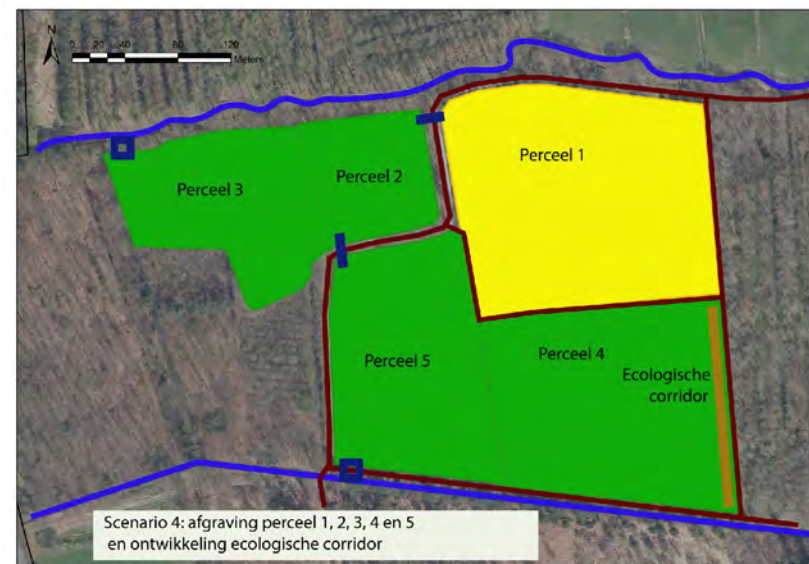 N
0 20 40 80 120
Meters
Perceel 1
Perceel 2
Perceel 3
Perceel 5
Perceel 4
Ecologische
corridor
Scenario 4: afgraving perceel 1, 2, 3, 4 en 5
en ontwikkeling ecologische corridor